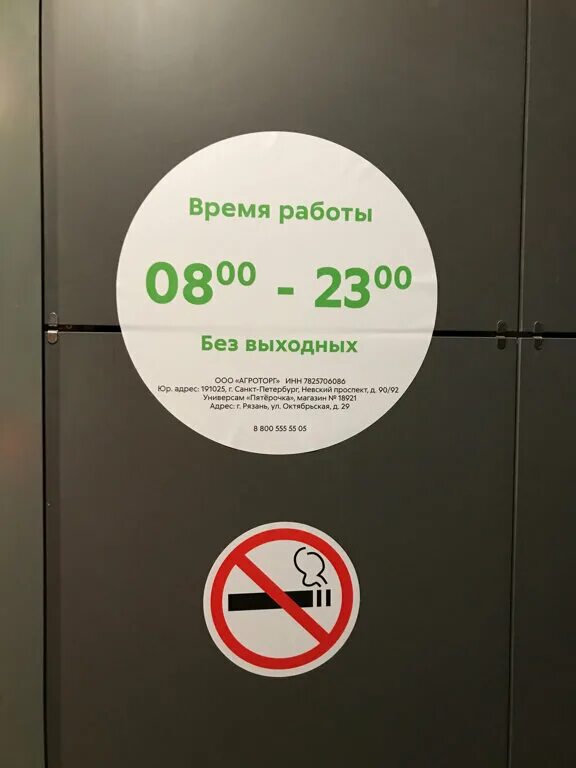 Время работы
08⁰⁰ - 23⁰⁰
Без выходных
ООО «АГРОТОРГ» ИНН 7825706086
Юр. адрес: 191025, г. Санкт-Петербург, Невский проспект, д. 90/92
Универсам «Пятёрочка», магазин № 18921
Адрес: г. Рязань, ул. Октябрьская, д. 29
8 800 555 55 05